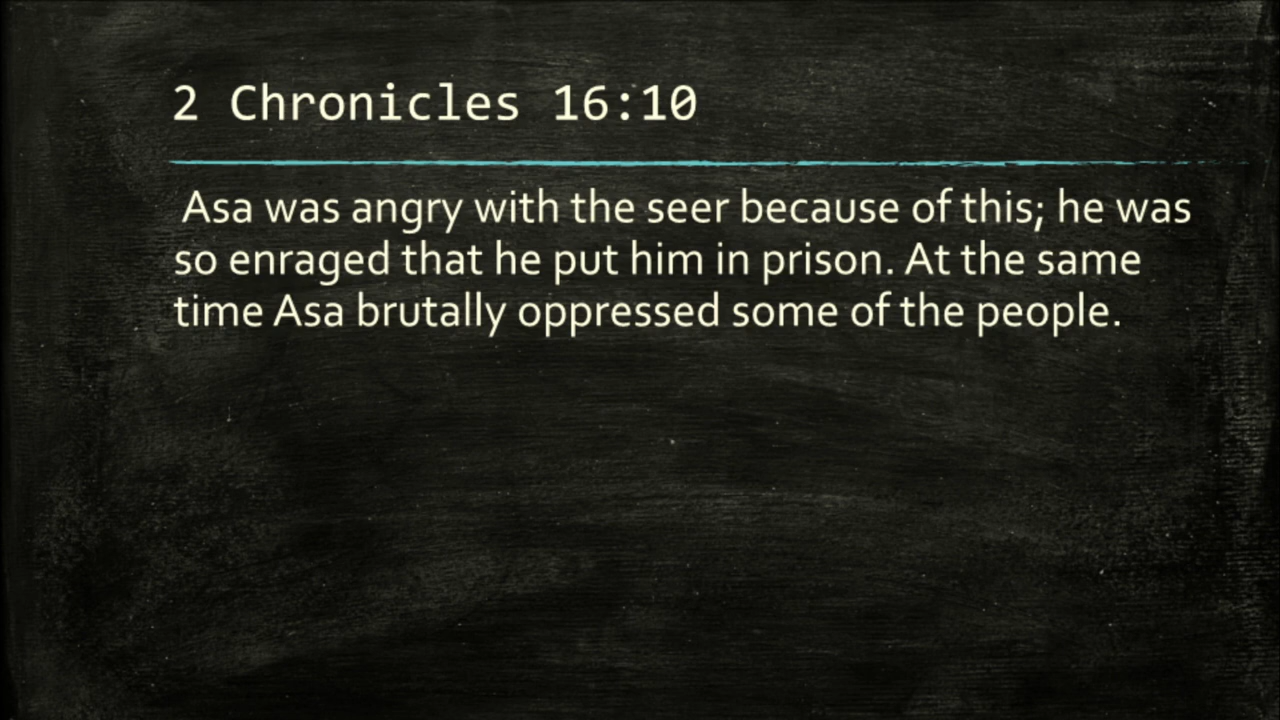 2 Chronicles 16:10
Asa was angry with the seer because of this; he was
so enraged that he put him in prison. At the same
time Asa brutally oppressed some of the people.